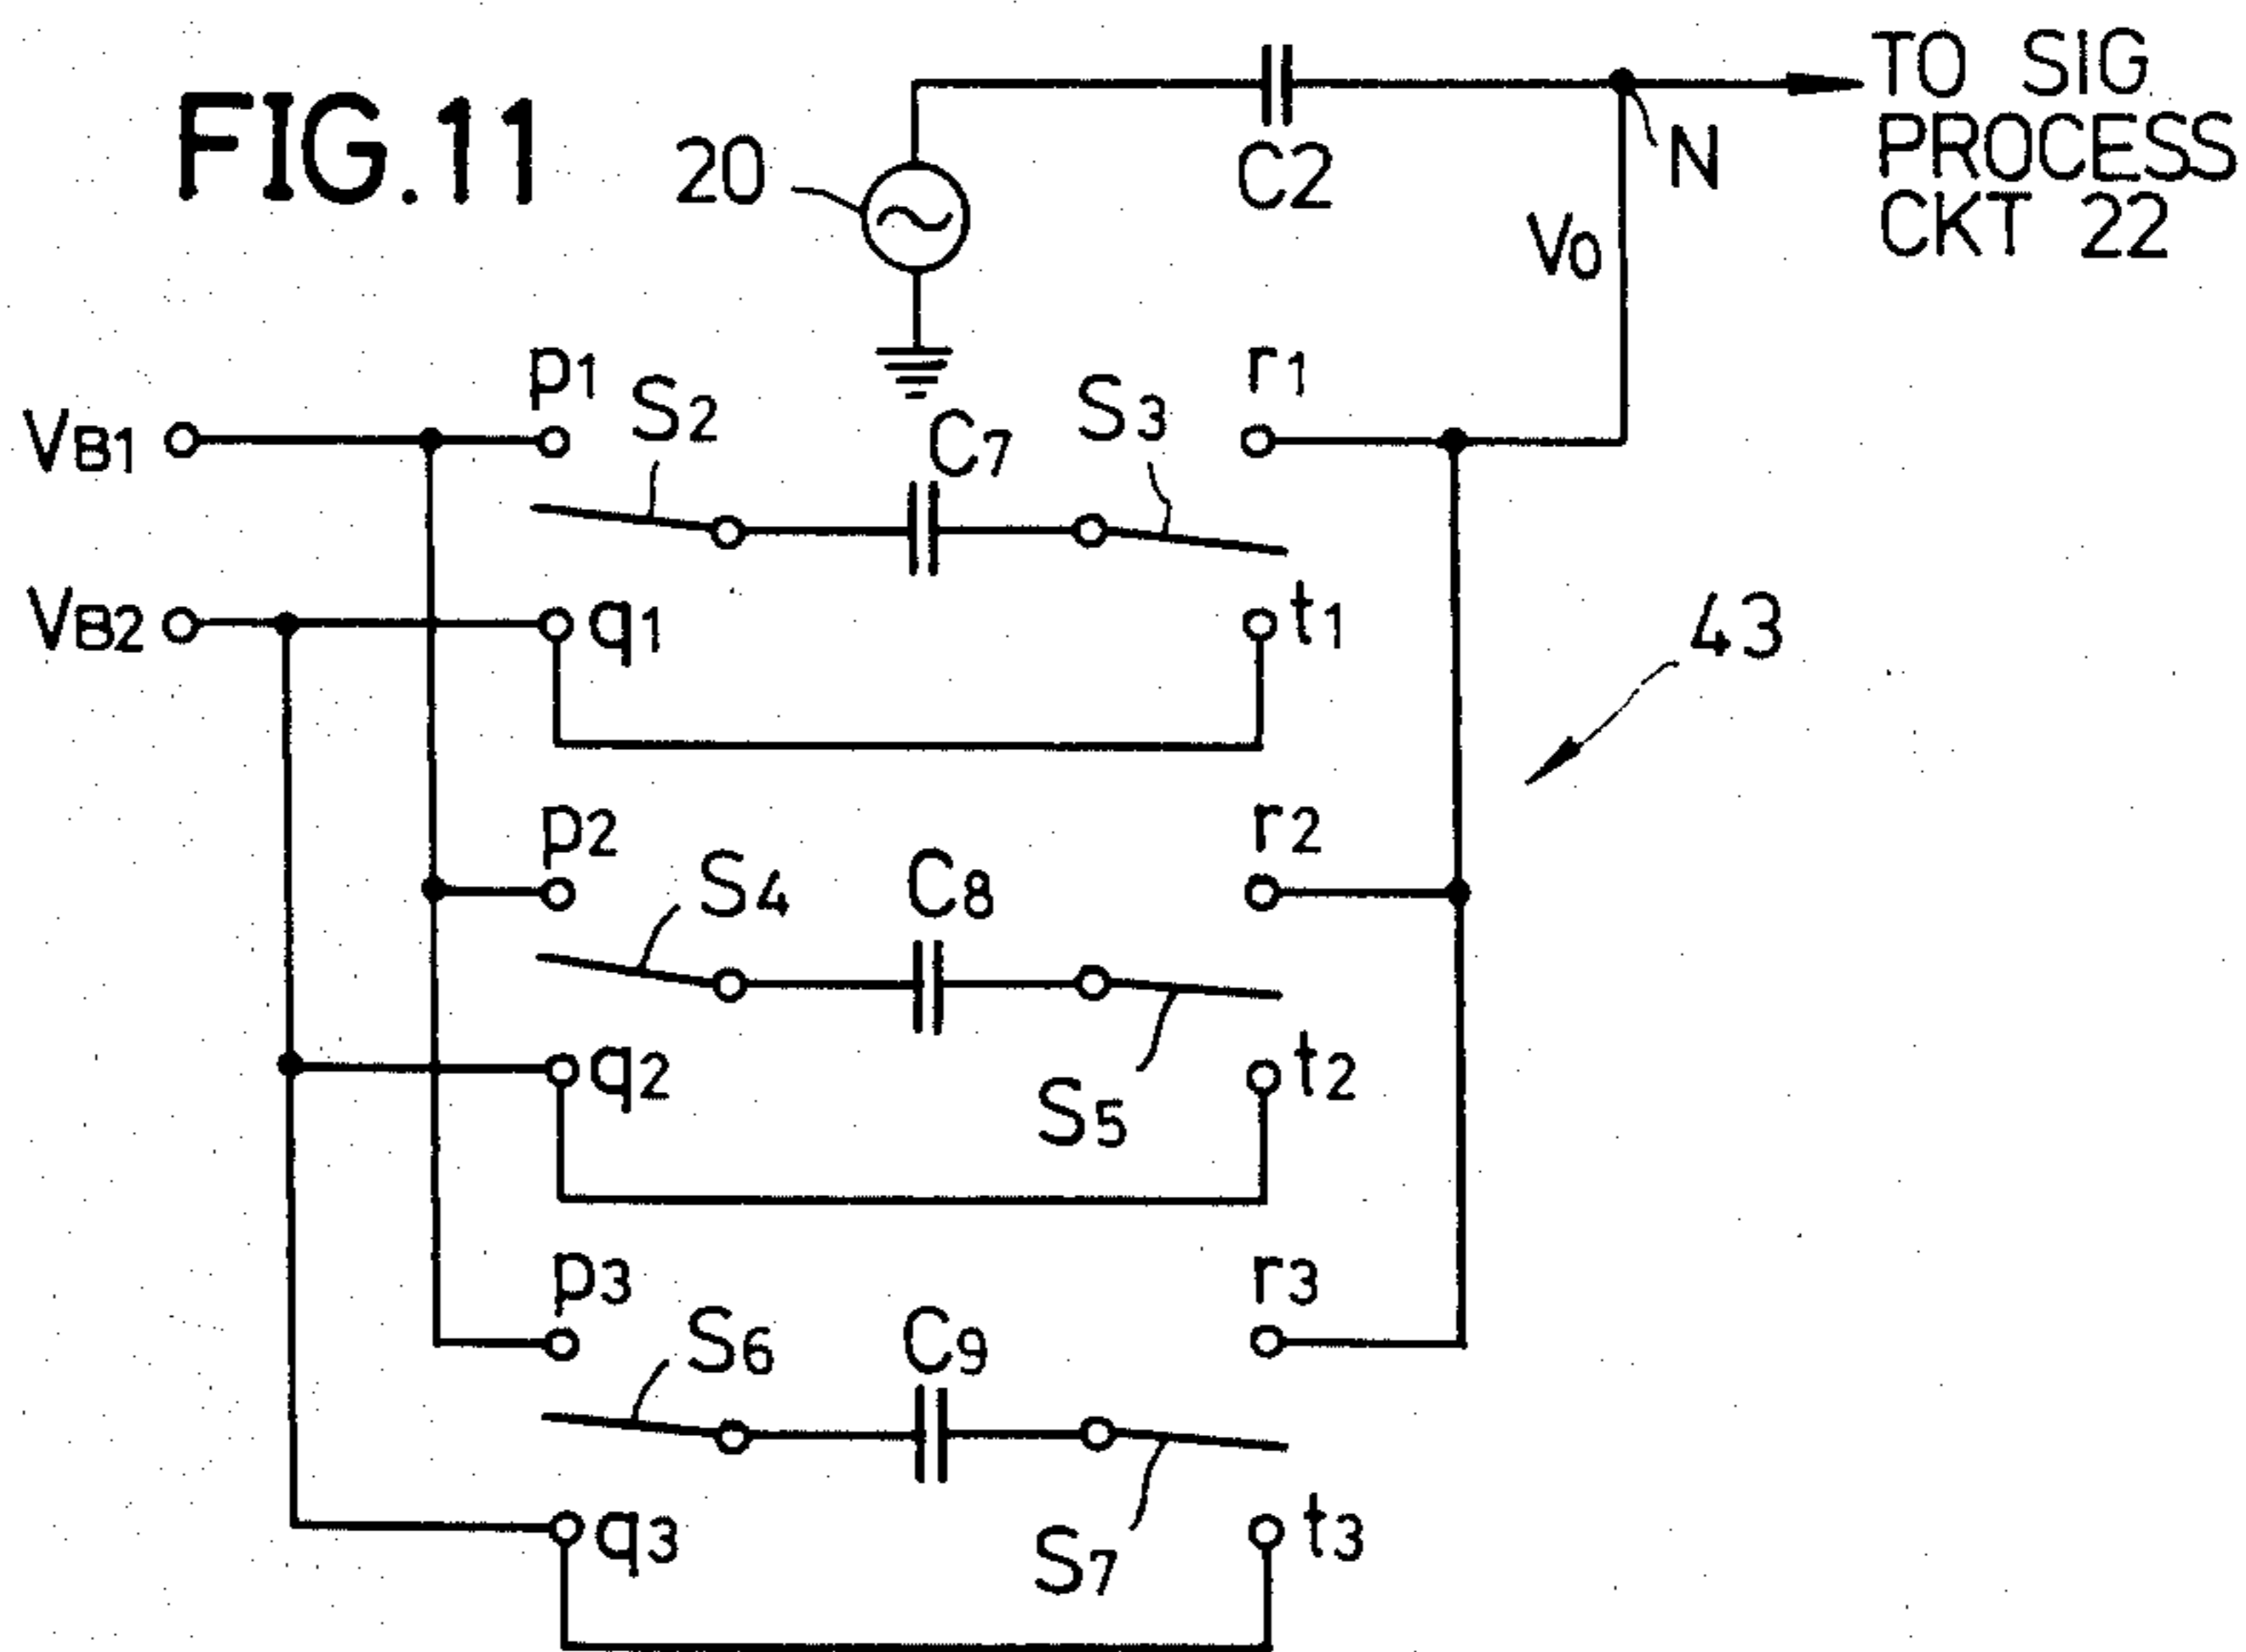 FIG.11
20
C2
N
TO SIG
PROCESS
CKT 22
V0
p1
S2
C7
S3
r1
VB1
VB2
q1
t1
43
p2
S4
C8
r2
q2
S5
t2
p3
S6
C9
r3
q3
S7
t3